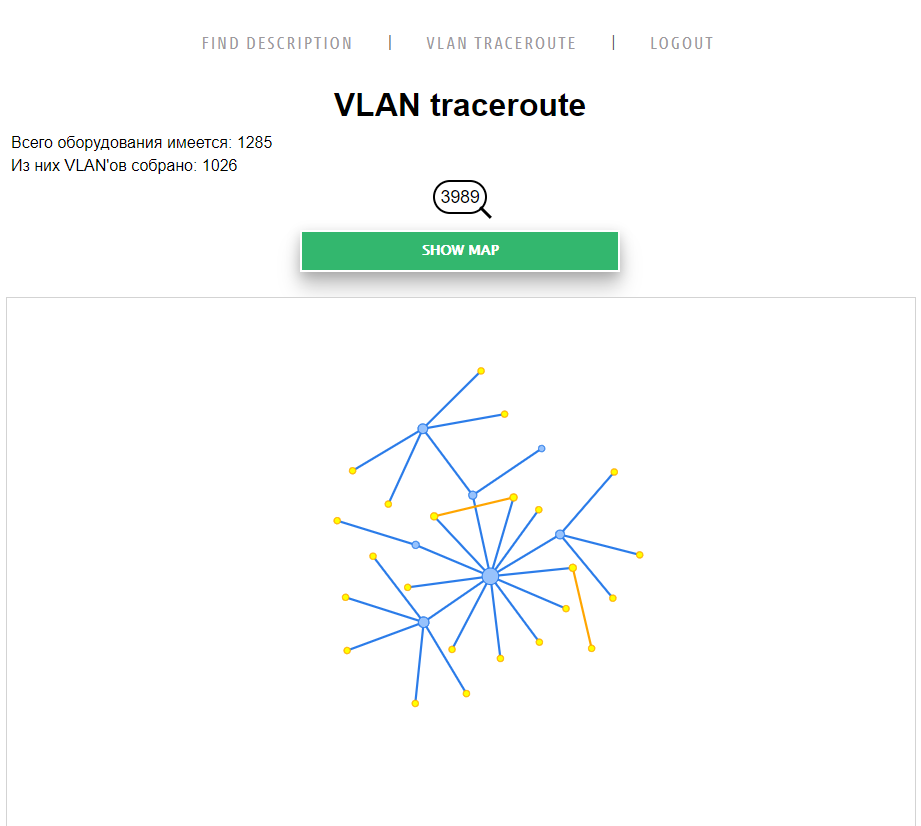 FIND DESCRIPTION | VLAN TRACEROUTE | LOGOUT
VLAN traceroute
Всего оборудования имеется: 1285
Из них VLAN'ов собрано: 1026
3989
SHOW MAP